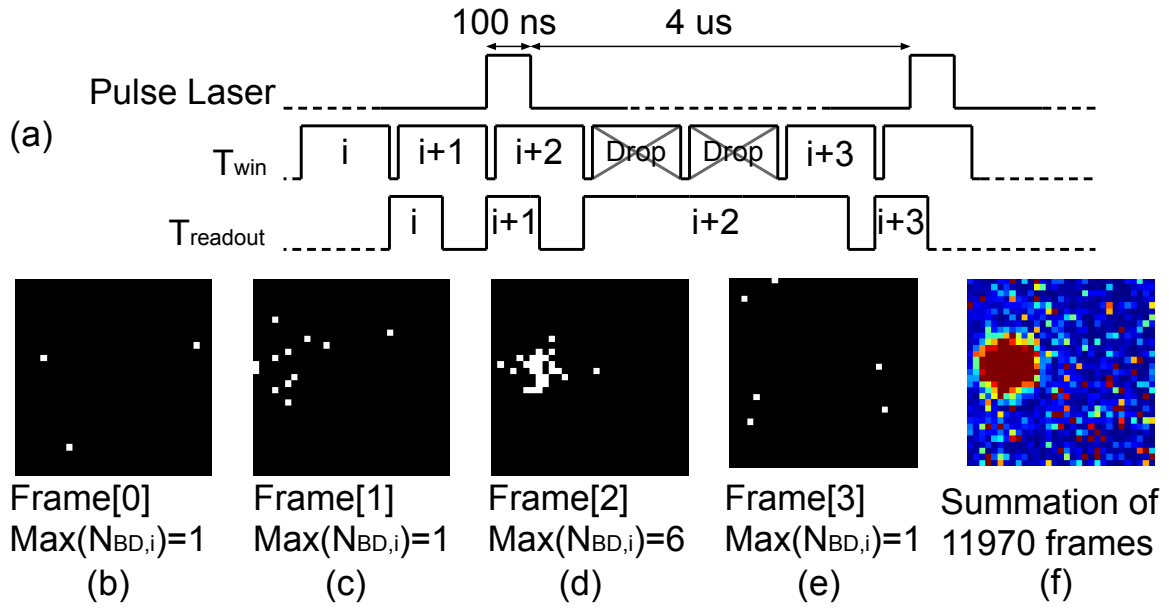 100 ns
4 us
Pulse Laser
(a)
Twin
i
i+1
i+2
Drop
Drop
i+3
Treadout
i
i+1
i+2
i+3
Frame[0]
Max(NBD,i)=1
(b)
Frame[1]
Max(NBD,i)=1
(c)
Frame[2]
Max(NBD,i)=6
(d)
Frame[3]
Max(NBD,i)=1
(e)
Summation of
11970 frames
(f)